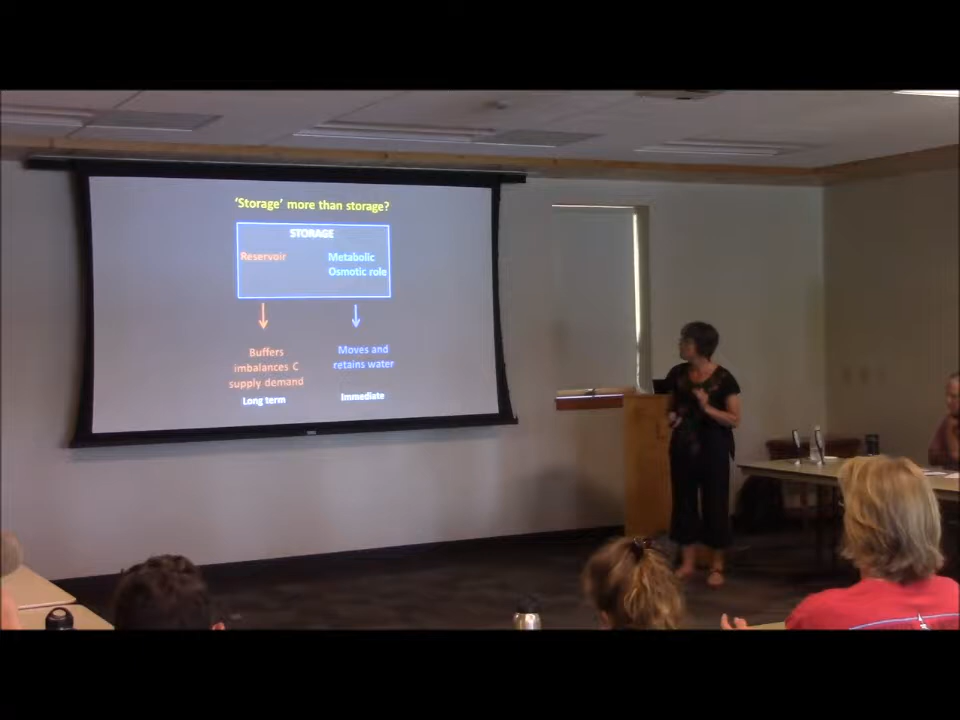 'Storage' more than storage?
STORAGE
Reservoir
Metabolic
Osmotic role
Buffers
imbalances C
supply demand
Long term
Moves and
retains water
Immediate